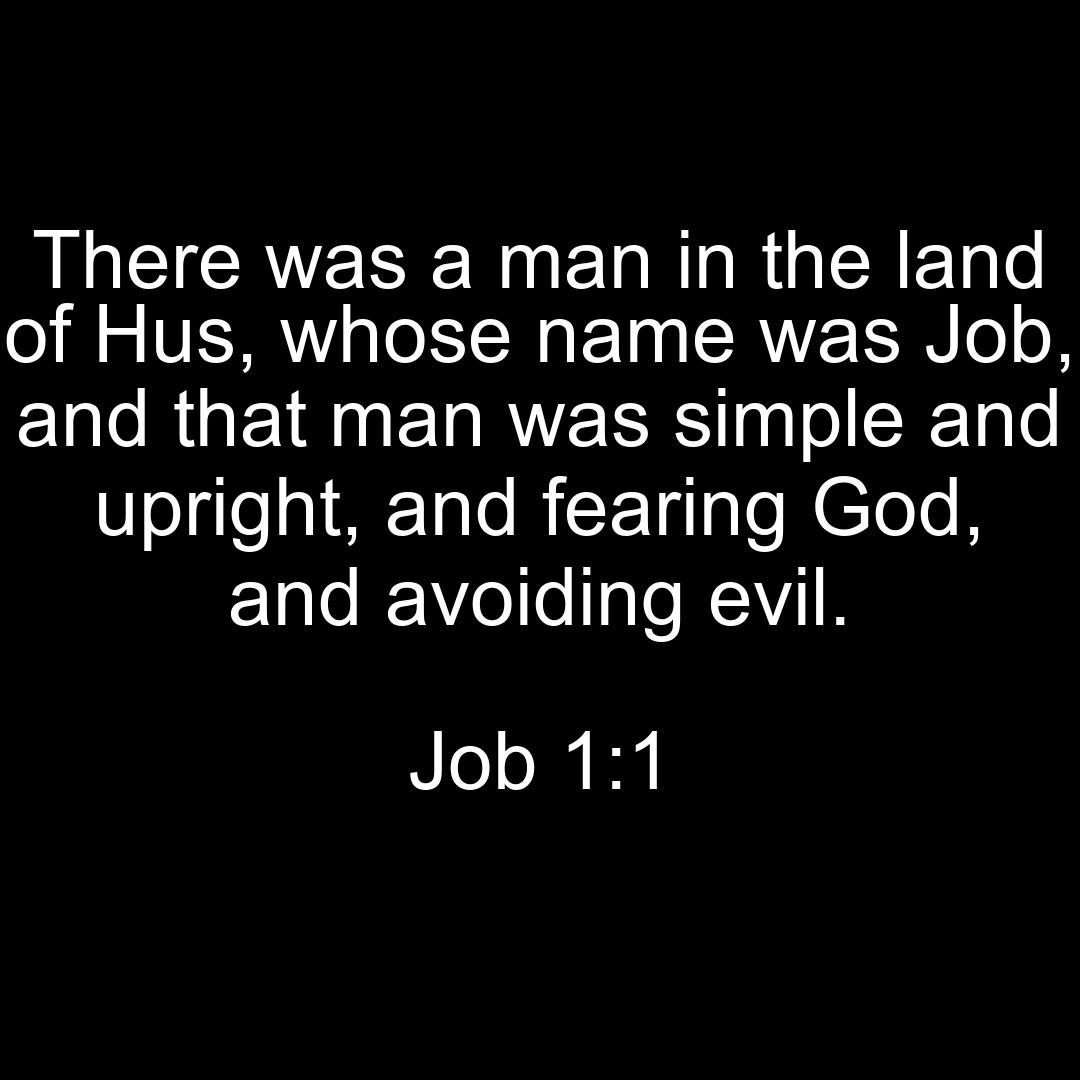 There was a man in the land
of Hus, whose name was Job,
and that man was simple and
upright, and fearing God,
and avoiding evil.
Job 1:1